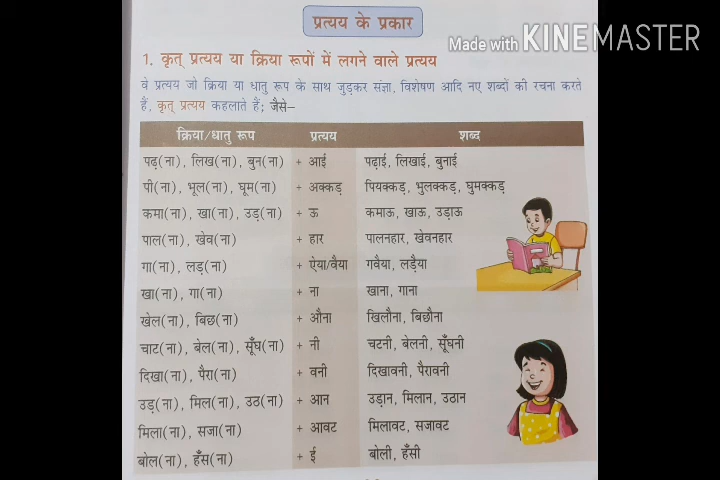 प्रत्यय के प्रकार
Made with KINEMASTER
1. कृत् प्रत्यय या क्रिया रूपों में लगने वाले प्रत्यय
वे प्रत्यय जो क्रिया या धातु रूप के साथ जुड़कर संज्ञा, विशेषण आदि नए शब्दों की रचना करते
हैं, कृत् प्रत्यय कहलाते हैं; जैसे–
क्रिया/धातु रूप प्रत्यय शब्द
पढ़(ना), लिख(ना), बुन(ना) + आई पढ़ाई, लिखाई, बुनाई
पी(ना), भूल(ना), घूम(ना) + अक्कड़ पियक्कड़, भुलक्कड़, घुमक्कड़
कमा(ना), खा(ना), उड़(ना) + ऊ कमाऊ, खाऊ, उड़ाऊ
पाल(ना), खेव(ना) + हार पालनहार, खेवनहार
गा(ना), लड़(ना) + ऐया/वैया गवैया, लड़ैया
खा(ना), गा(ना) + ना खाना, गाना
खेल(ना), बिछ(ना) + औना खिलौना, बिछौना
चाट(ना), बेल(ना), सूँघ(ना) + नी चटनी, बेलनी, सूँघनी
दिखा(ना), पैरा(ना) + वनी दिखावनी, पैरावनी
उड़(ना), मिल(ना), उठ(ना) + आन उड़ान, मिलान, उठान
मिला(ना), सजा(ना) + आवट मिलावट, सजावट
बोल(ना), हँस(ना) + ई बोली, हँसी